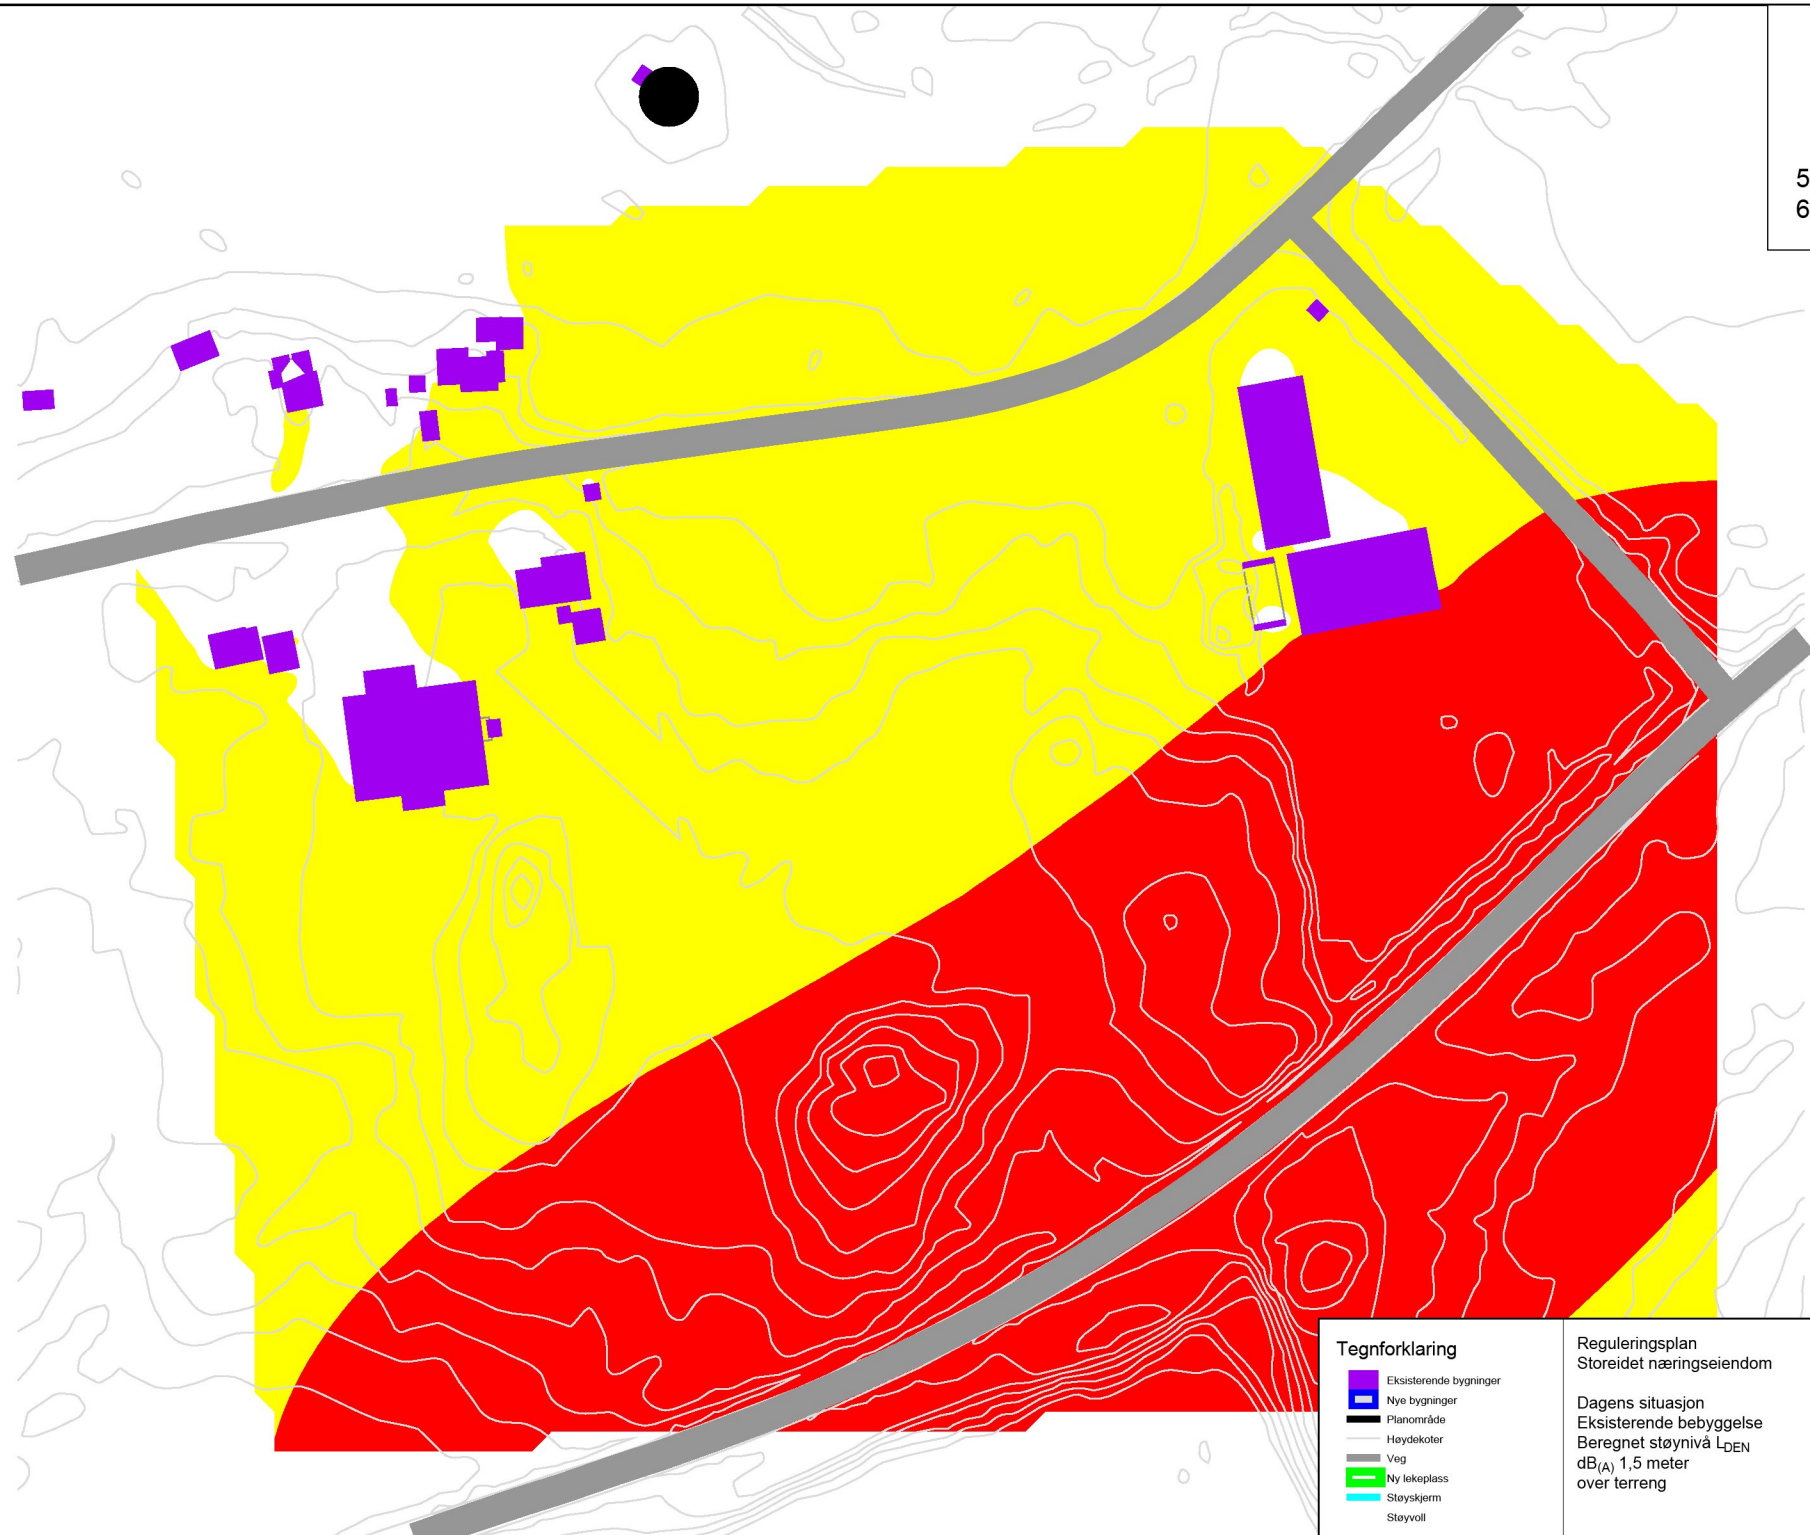 5
6
Tegnforklaring
Eksisterende bygninger
Nye bygninger
Planområde
Høydekoter
Veg
Ny lekeplass
Støyskjerm
Støyvoll
Reguleringsplan
Storeidet næringseiendom
Dagens situasjon
Eksisterende bebyggelse
Beregnet støynivå LDEN
dB(A) 1,5 meter
over terreng